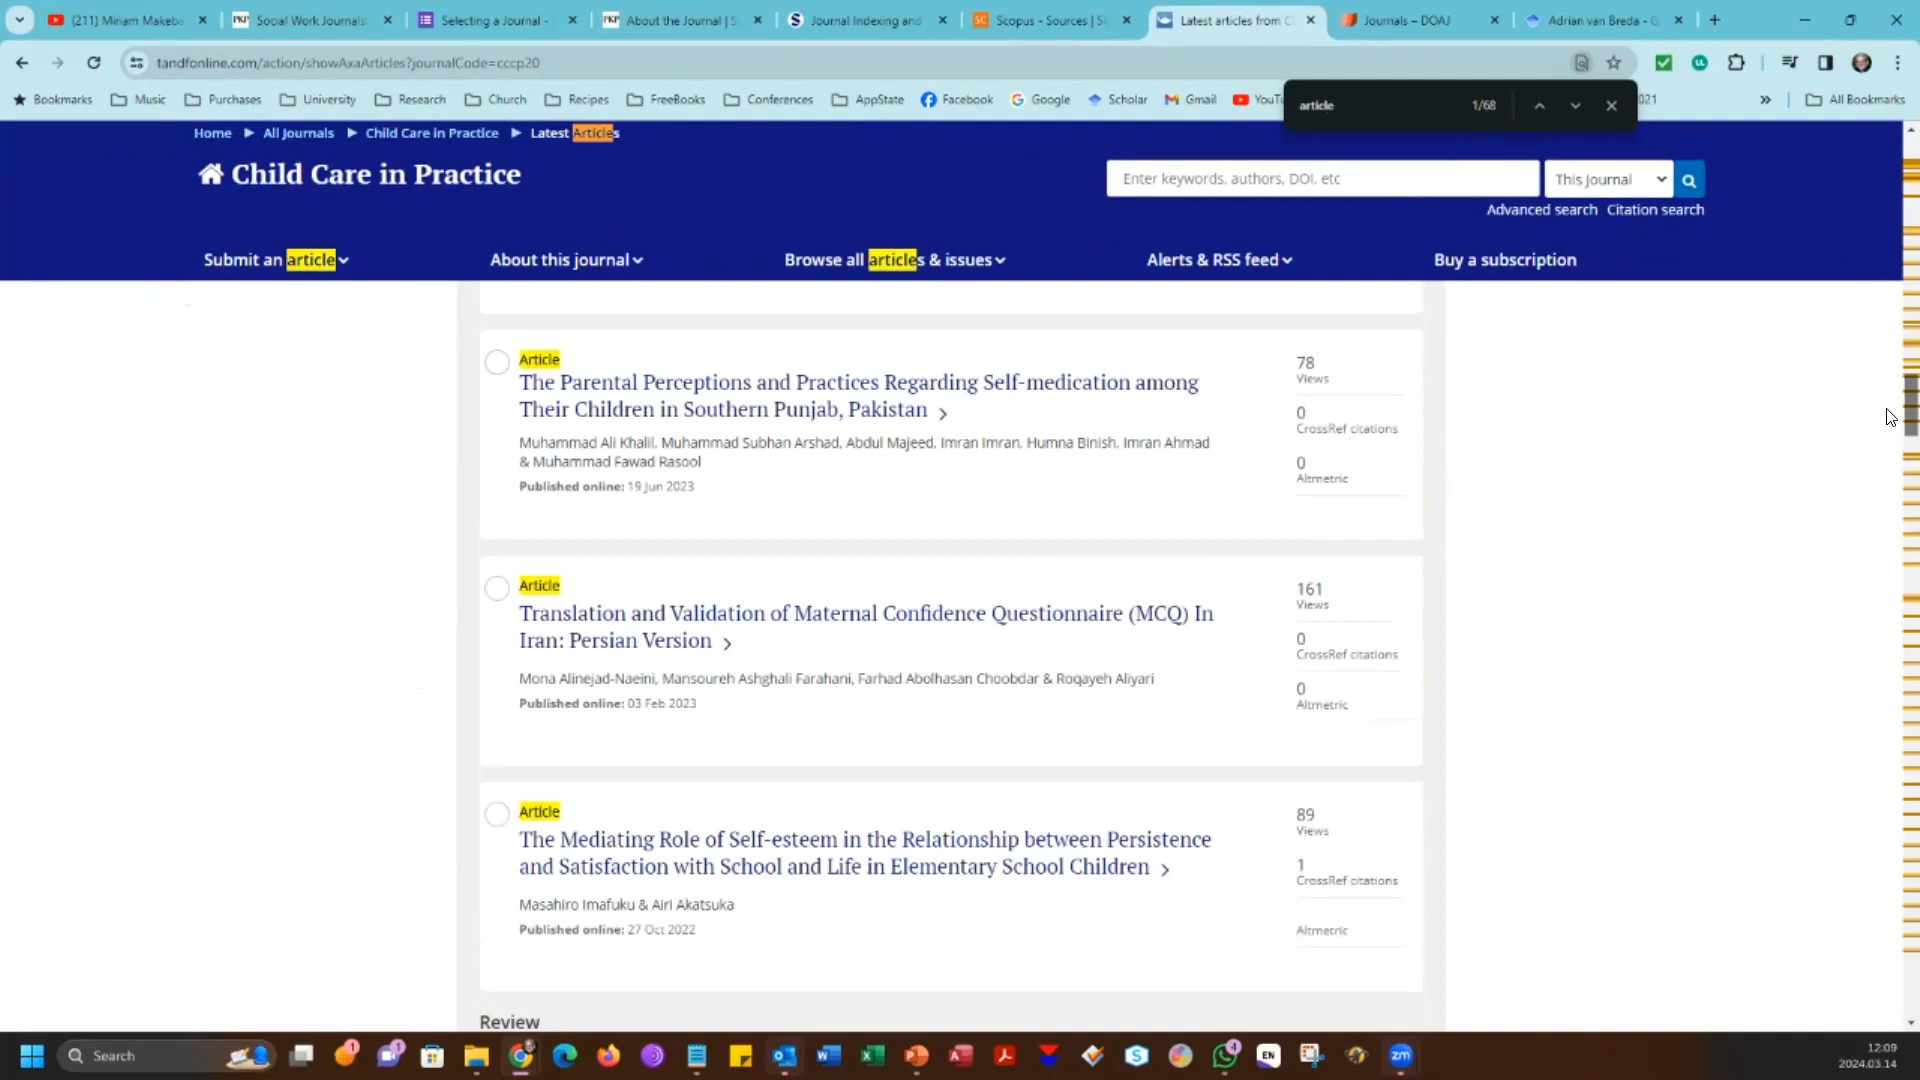 (211) Miriam Makeba
Social Work Journals
Selecting a Journal -
About the Journal | S
Journal Indexing and
Scopus - Sources | Si
Latest articles from C
Journals – DOAJ
Adrian van Breda - G
tandfonline.com/action/showAxaArticles?journalCode=cccp20
Bookmarks
Music
Purchases
University
Research
Church
Recipes
FreeBooks
Conferences
AppState
Facebook
Google
Scholar
Gmail
YouTu
article
1/68
021
»
All Bookmarks
Home ▶ All Journals ▶ Child Care in Practice ▶ Latest Articles
Child Care in Practice
Enter keywords, authors, DOI, etc
This Journal
Advanced search Citation search
Submit an article
About this journal
Browse all articles & issues
Alerts & RSS feed
Buy a subscription
Article
The Parental Perceptions and Practices Regarding Self-medication among
Their Children in Southern Punjab, Pakistan >
Muhammad Ali Khalil, Muhammad Subhan Arshad, Abdul Majeed, Imran Imran, Humna Binish, Imran Ahmad
& Muhammad Fawad Rasool
Published online: 19 Jun 2023
78
Views
0
CrossRef citations
0
Altmetric
Article
Translation and Validation of Maternal Confidence Questionnaire (MCQ) In
Iran: Persian Version >
Mona Alinejad-Naeini, Mansoureh Ashghali Farahani, Farhad Abolhasan Choobdar & Roqayeh Aliyari
Published online: 03 Feb 2023
161
Views
0
CrossRef citations
0
Altmetric
Article
The Mediating Role of Self-esteem in the Relationship between Persistence
and Satisfaction with School and Life in Elementary School Children >
Masahiro Imafuku & Airi Akatsuka
Published online: 27 Oct 2022
89
Views
1
CrossRef citations
Altmetric
Review
Search
12:09
2024.03.14